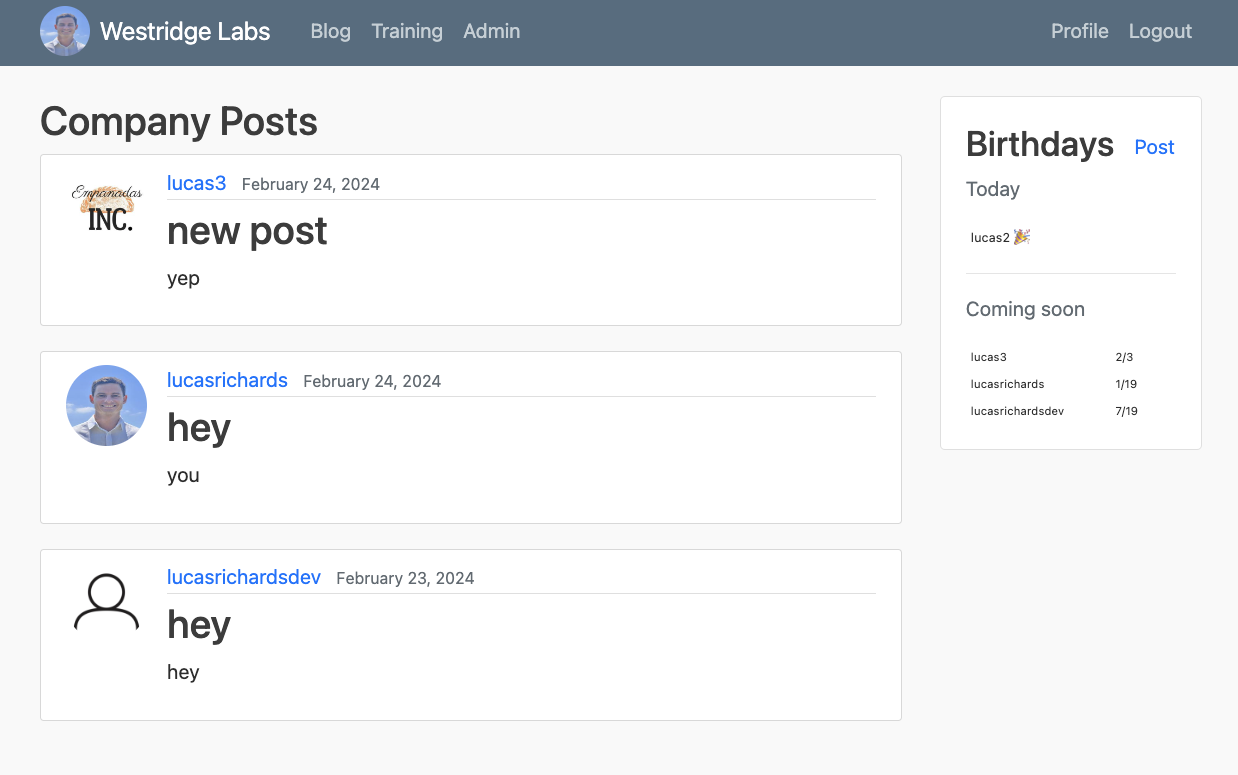 Westridge Labs Blog Training Admin Profile Logout
Company Posts
Empanadas
INC.
lucas3 February 24, 2024
new post
yep
lucasrichards February 24, 2024
hey
you
lucasrichardsdev February 23, 2024
hey
hey
Birthdays Post
Today
lucas2 🎉
Coming soon
lucas3 2/3
lucasrichards 1/19
lucasrichardsdev 7/19